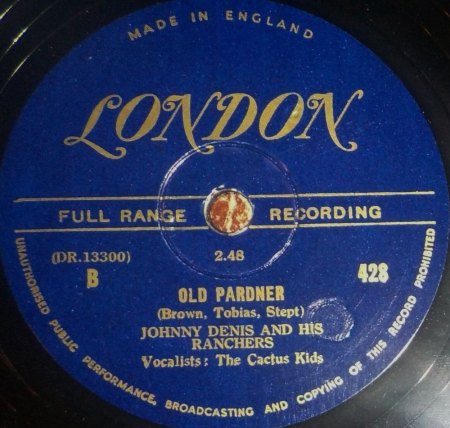 MADE IN ENGLAND
LONDON
FULL RANGE RECORDING
(DR.13300) 2.48
B 428
OLD PARDNER
(Brown, Tobias, Stept)
JOHNNY DENIS AND HIS
RANCHERS
Vocalists: The Cactus Kids
UNAUTHORISED PUBLIC PERFORMANCE, BROADCASTING AND COPYING OF THIS RECORD PROHIBITED